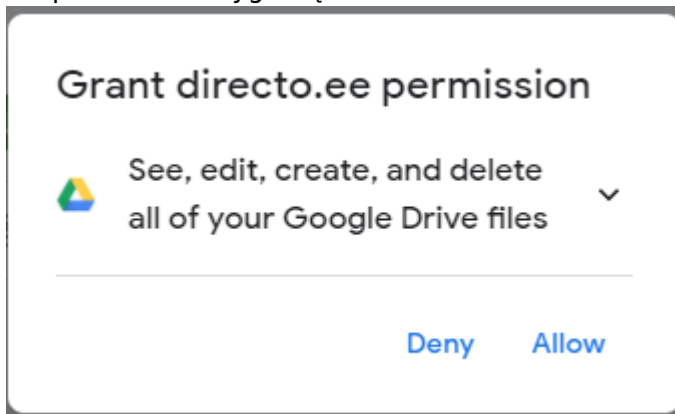 Grant directo.ee permission
See, edit, create, and delete
all of your Google Drive files
Deny Allow